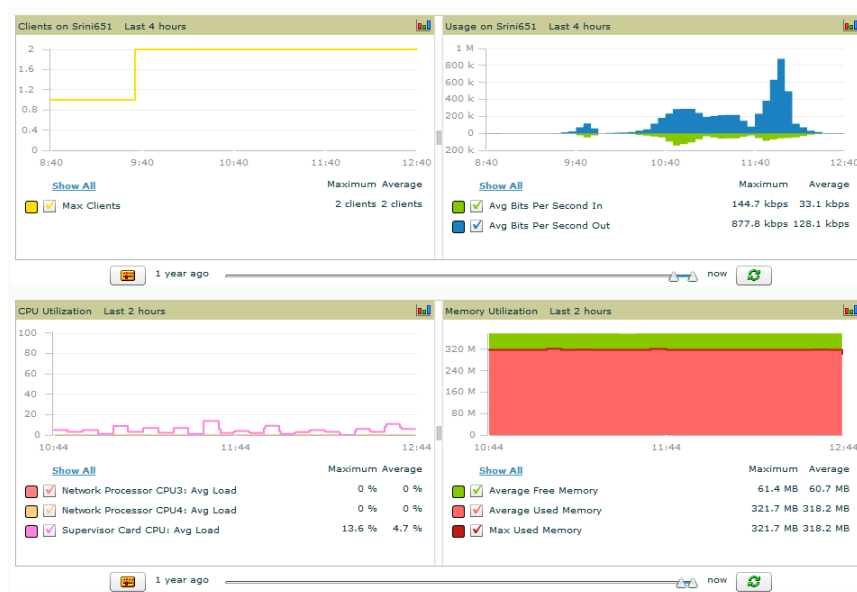 Clients on Srini651 Last 4 hours
2
1.6
1.2
0.8
0.4
0
8:40 9:40 10:40 11:40 12:40
Show All Maximum Average
Max Clients 2 clients 2 clients
Usage on Srini651 Last 4 hours
1 M
800 k
600 k
400 k
200 k
0
200 k
8:40 9:40 10:40 11:40 12:40
Show All Maximum Average
Avg Bits Per Second In 144.7 kbps 33.1 kbps
Avg Bits Per Second Out 877.8 kbps 128.1 kbps
1 year ago now
CPU Utilization Last 2 hours
100
80
60
40
20
0
10:44 11:44 12:44
Show All Maximum Average
Network Processor CPU3: Avg Load 0 % 0 %
Network Processor CPU4: Avg Load 0 % 0 %
Supervisor Card CPU: Avg Load 13.6 % 4.7 %
Memory Utilization Last 2 hours
320 M
240 M
160 M
80 M
0
10:44 11:44 12:44
Show All Maximum Average
Average Free Memory 61.4 MB 60.7 MB
Average Used Memory 321.7 MB 318.2 MB
Max Used Memory 321.7 MB 318.2 MB
1 year ago now